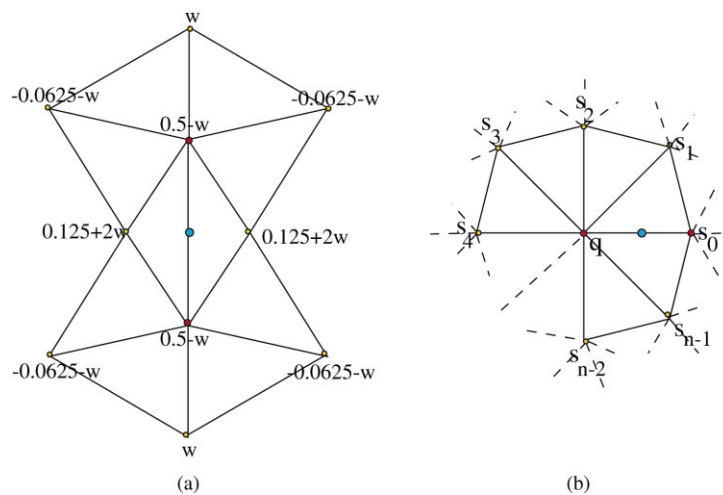 w
-0.0625-w
-0.0625-w
0.5-w
0.125+2w
0.125+2w
0.5-w
-0.0625-w
-0.0625-w
w
(a)
s2
s3
s1
s4
q
s0
sn-1
sn-2
(b)